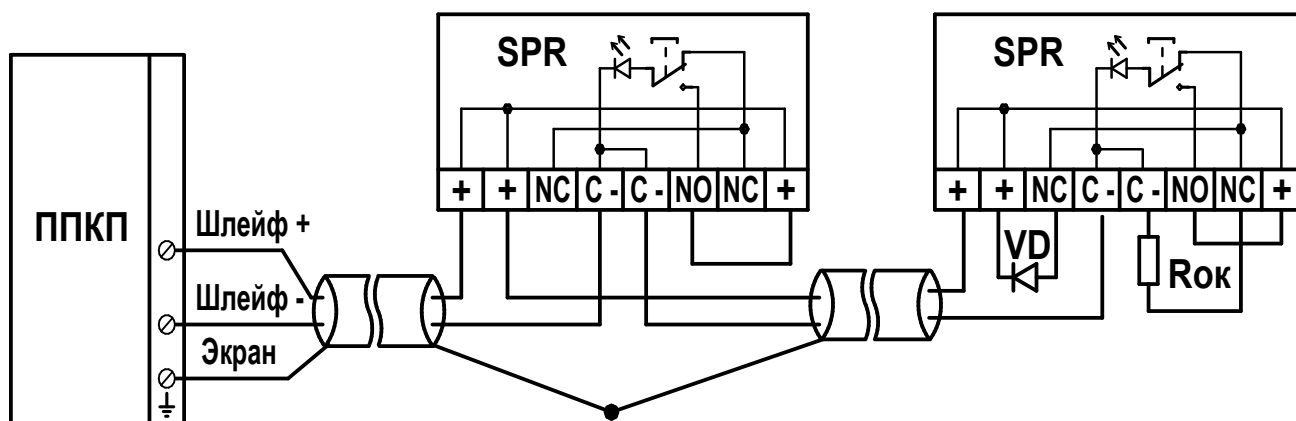 SPR
SPR
+ + NC C - C - NO NC +
+ + NC C - C - NO NC +
ППКП
Шлейф +
Шлейф -
Экран
VD
Rок